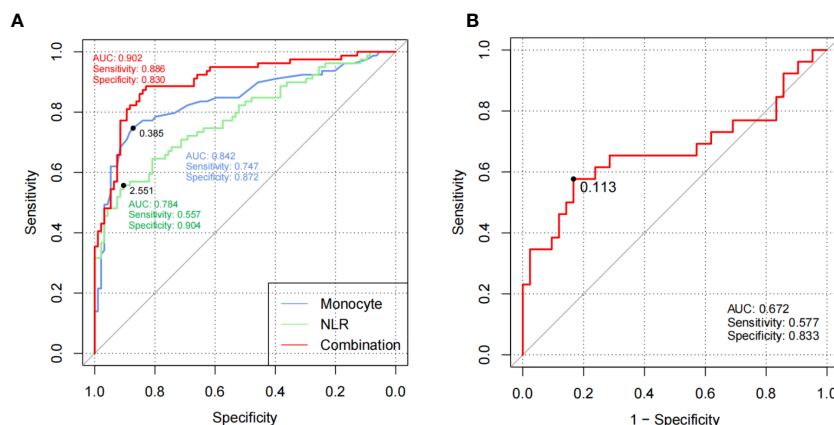 A
AUC: 0.902
Sensitivity: 0.886
Specificity: 0.830
0.385
AUC: 0.842
Sensitivity: 0.747
Specificity: 0.872
2.551
AUC: 0.784
Sensitivity: 0.557
Specificity: 0.904
Monocyte
NLR
Combination
Sensitivity
0.0
0.2
0.4
0.6
0.8
1.0
1.0 0.8 0.6 0.4 0.2 0.0
Specificity
B
0.113
AUC: 0.672
Sensitivity: 0.577
Specificity: 0.833
Sensitivity
0.0
0.2
0.4
0.6
0.8
1.0
0.0 0.2 0.4 0.6 0.8 1.0
1 − Specificity